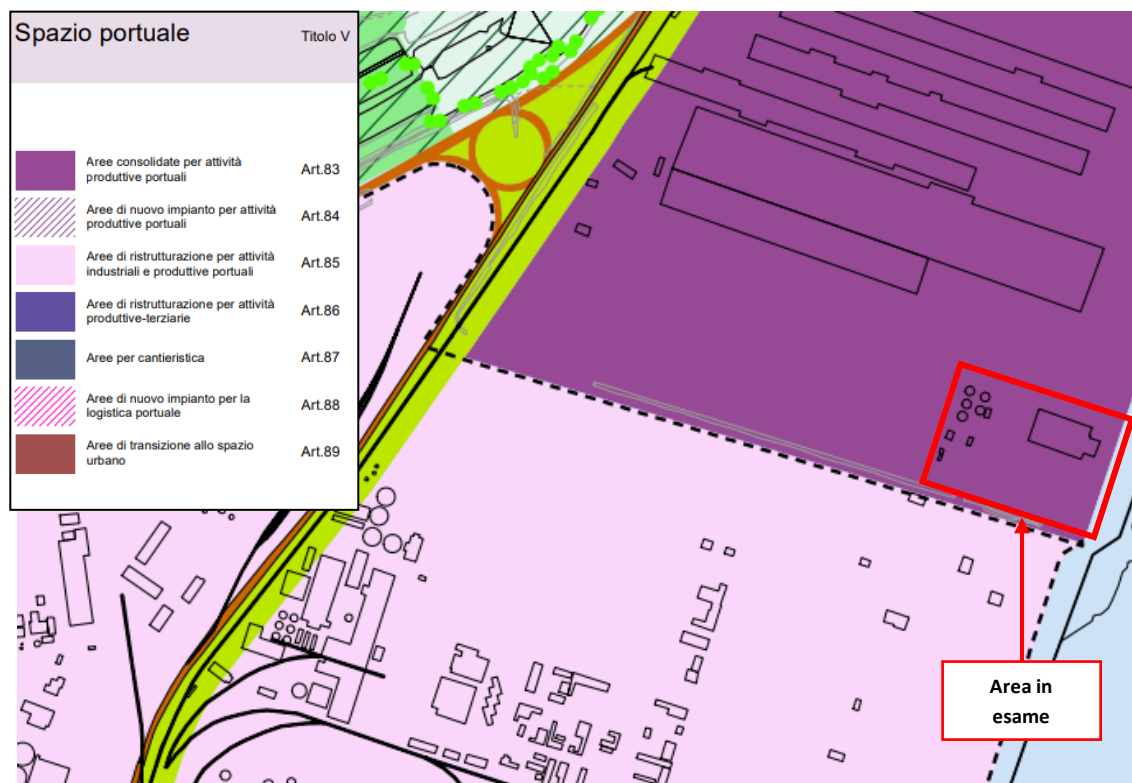 Spazio portuale Titolo V
Aree consolidate per attività
produttive portuali Art.83
Aree di nuovo impianto per attività
produttive portuali Art.84
Aree di ristrutturazione per attività
industriali e produttive portuali Art.85
Aree di ristrutturazione per attività
produttive-terziarie Art.86
Aree per cantieristica Art.87
Aree di nuovo impianto per la
logistica portuale Art.88
Aree di transizione allo spazio
urbano Art.89
Area in
esame